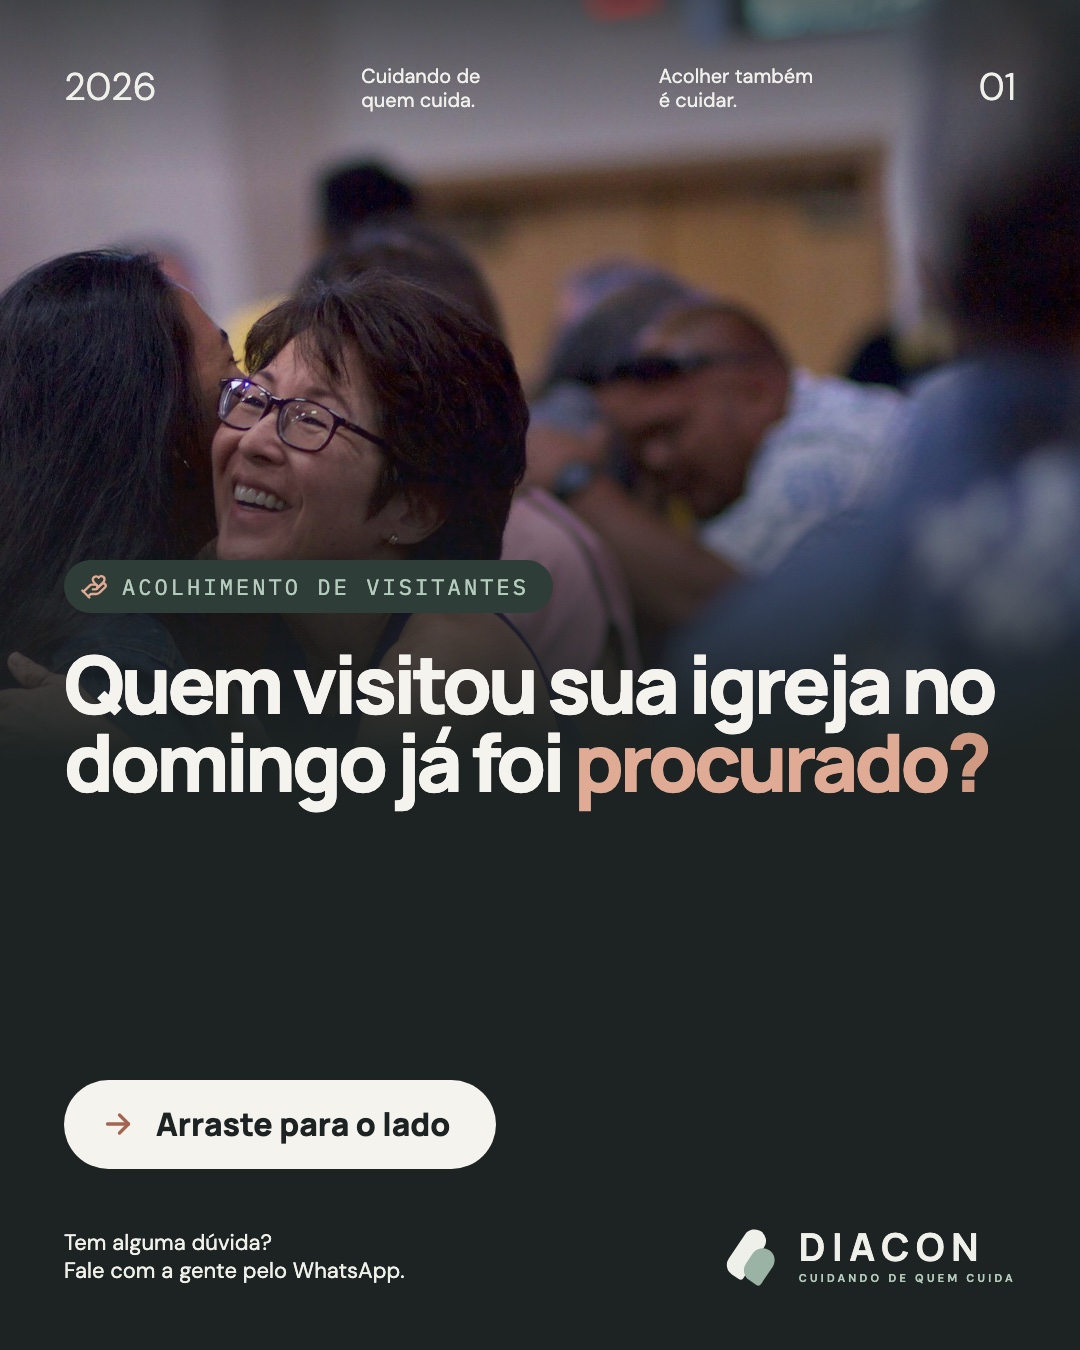 2026
Cuidando de
quem cuida.
Acolher também
é cuidar.
01
ACOLHIMENTO DE VISITANTES
Quem visitou sua igreja no
domingo já foi procurado?
Arraste para o lado
Tem alguma dúvida?
Fale com a gente pelo WhatsApp.
DIACON
CUIDANDO DE QUEM CUIDA